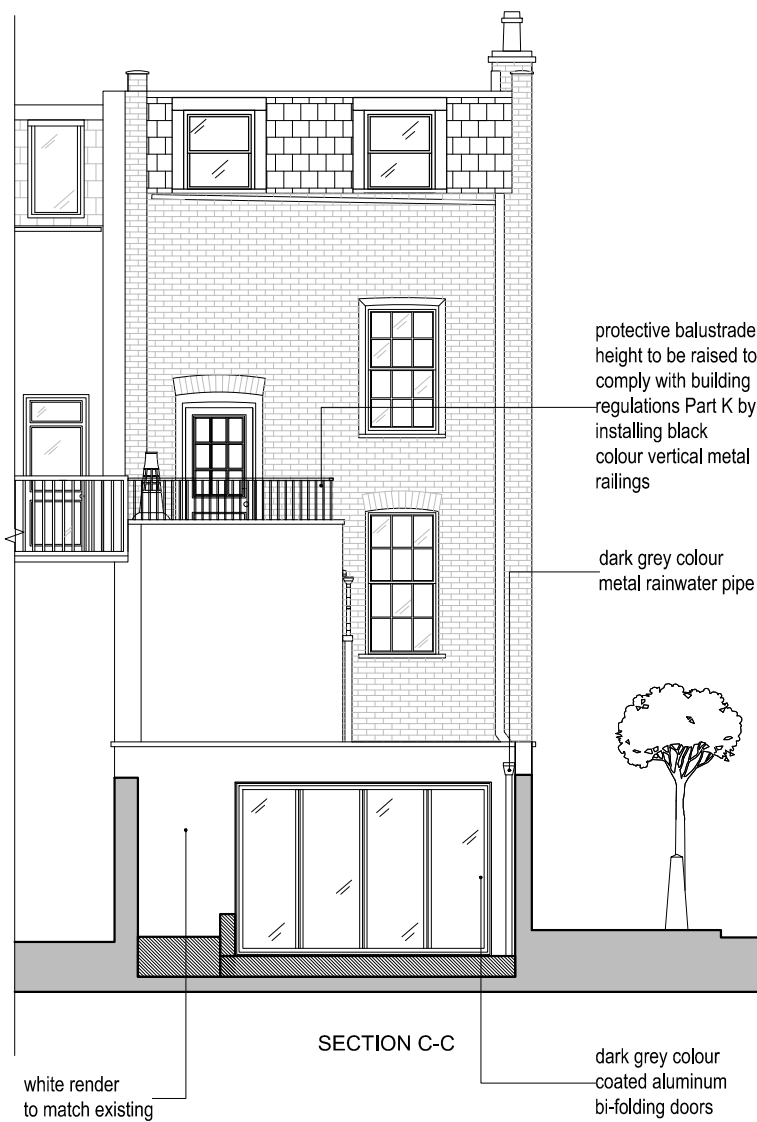 protective balustrade
height to be raised to
comply with building
regulations Part K by
installing black
colour vertical metal
railings
dark grey colour
metal rainwater pipe
SECTION C-C
white render
to match existing
dark grey colour
coated aluminum
bi-folding doors